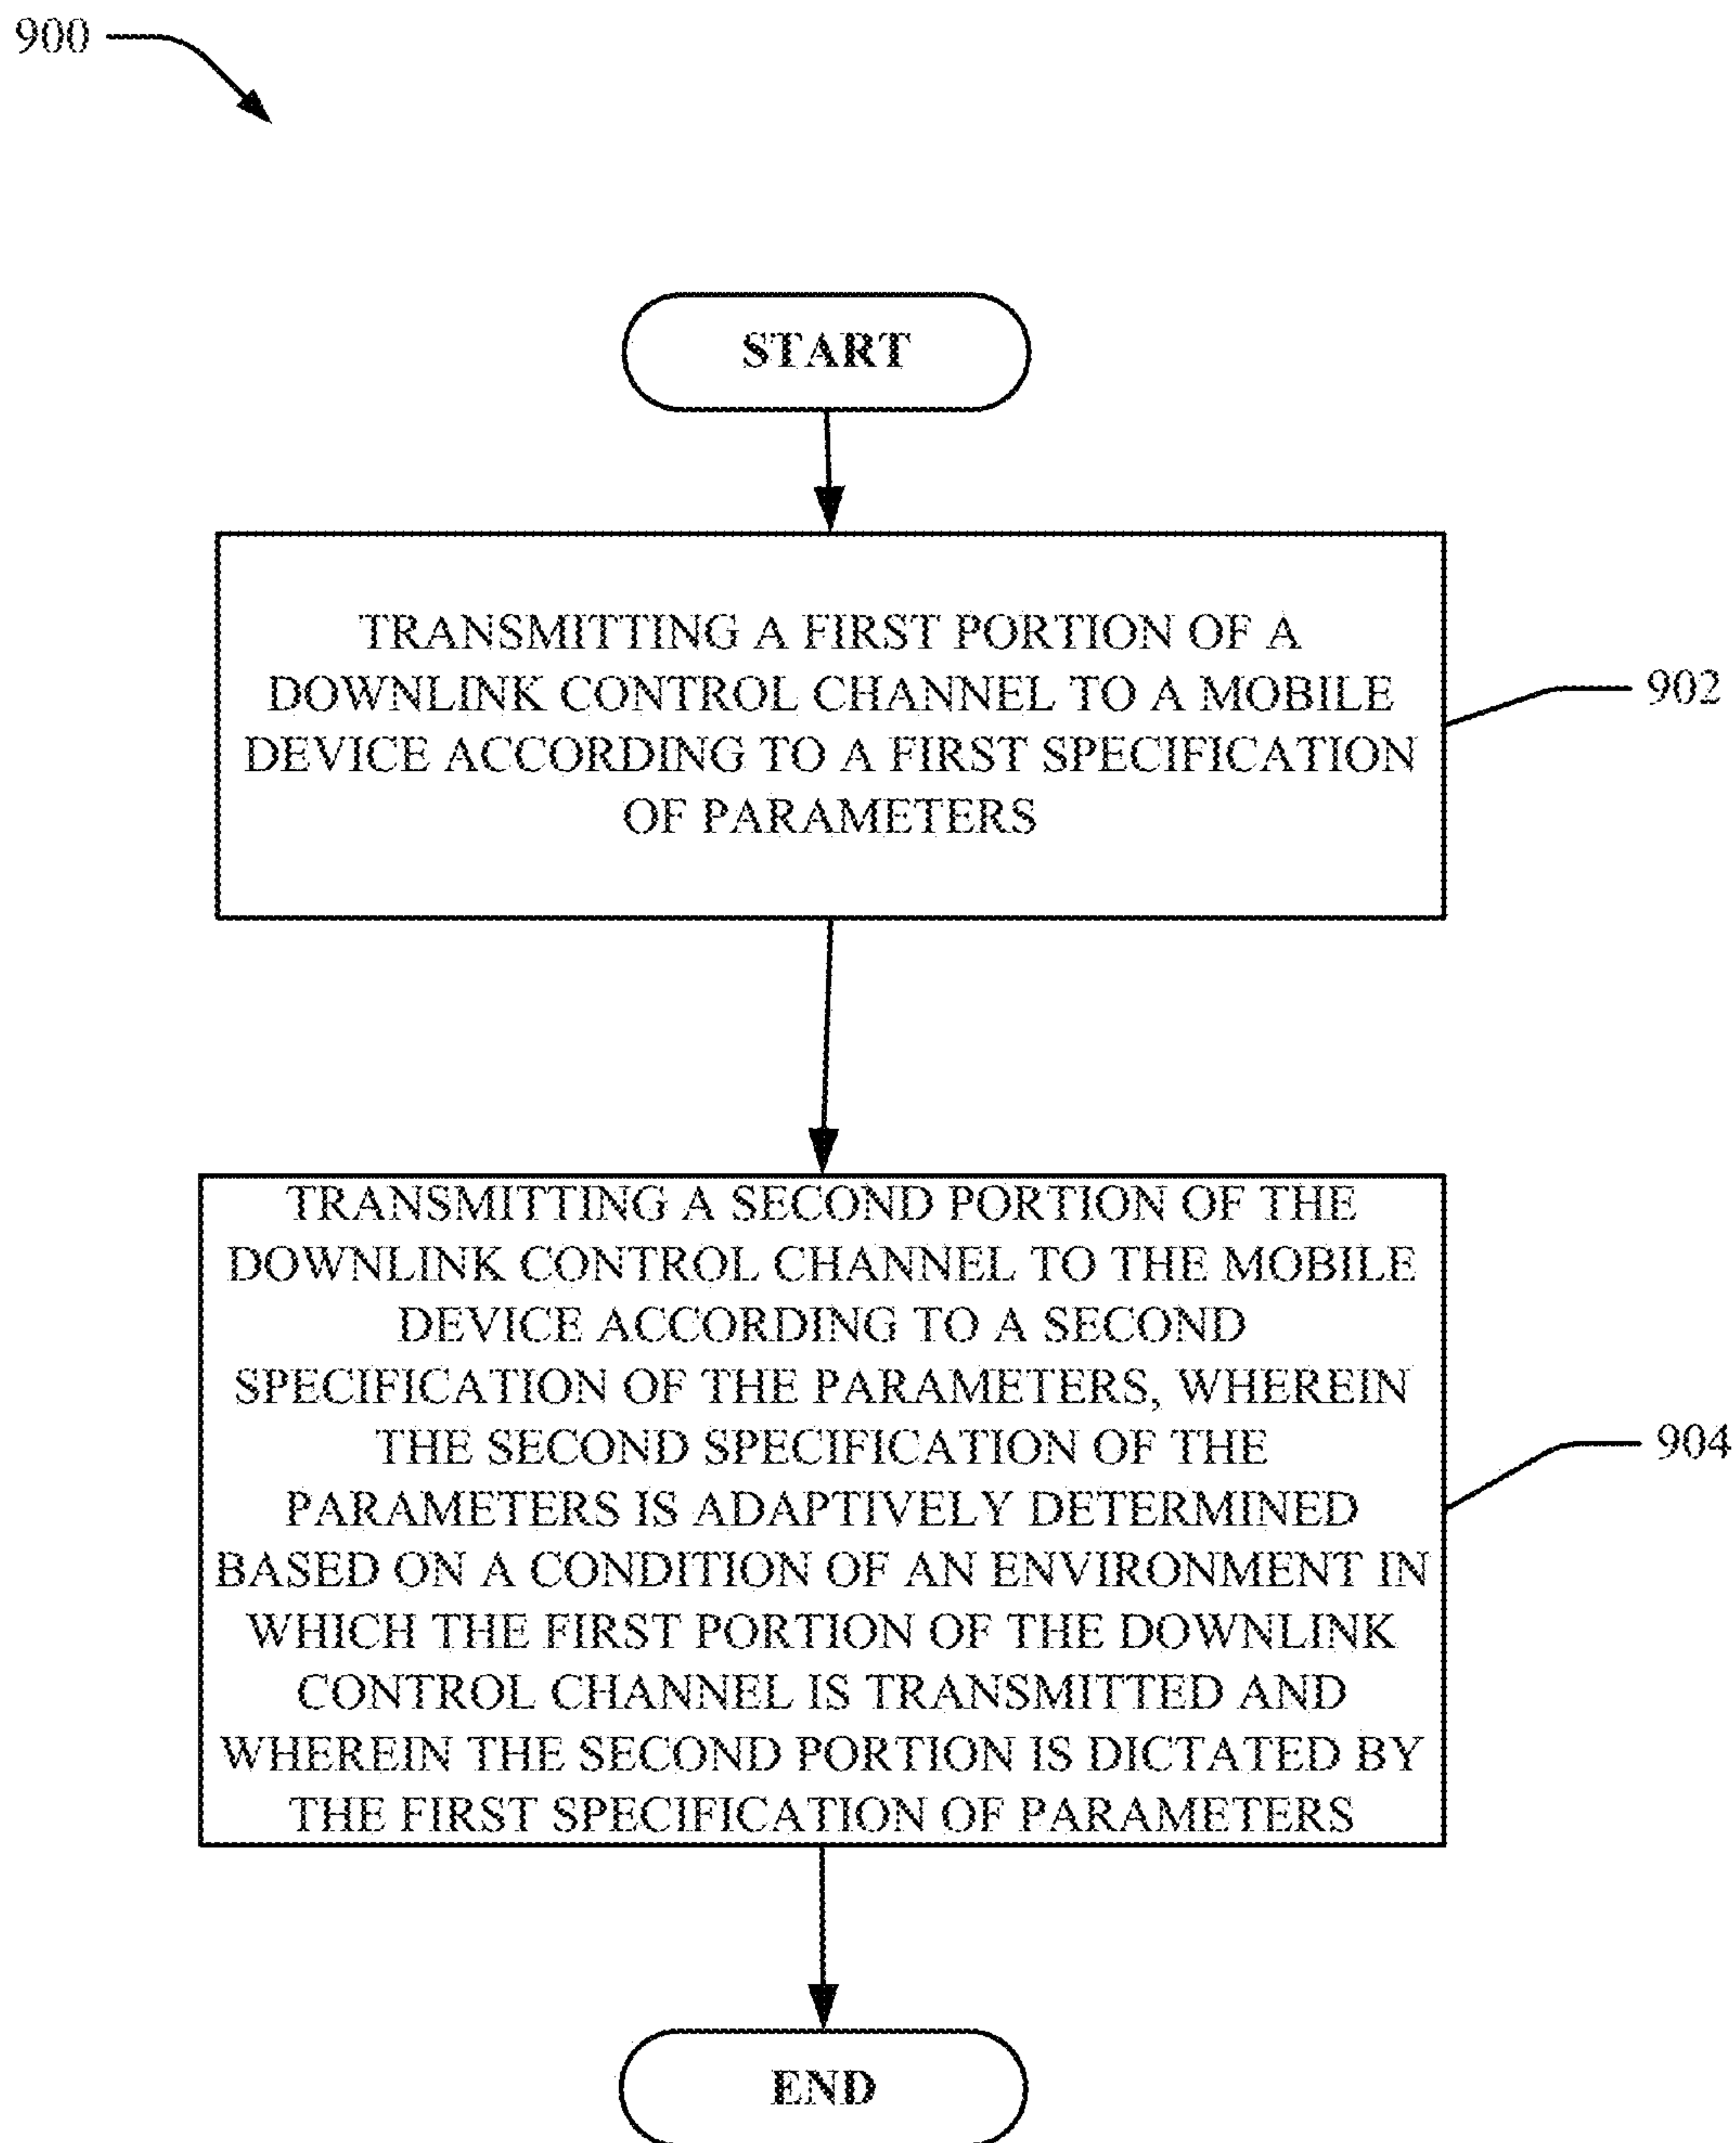 900
START
TRANSMITTING A FIRST PORTION OF A
DOWNLINK CONTROL CHANNEL TO A MOBILE
DEVICE ACCORDING TO A FIRST SPECIFICATION
OF PARAMETERS
902
TRANSMITTING A SECOND PORTION OF THE
DOWNLINK CONTROL CHANNEL TO THE MOBILE
DEVICE ACCORDING TO A SECOND
SPECIFICATION OF THE PARAMETERS, WHEREIN
THE SECOND SPECIFICATION OF THE
PARAMETERS IS ADAPTIVELY DETERMINED
BASED ON A CONDITION OF AN ENVIRONMENT IN
WHICH THE FIRST PORTION OF THE DOWNLINK
CONTROL CHANNEL IS TRANSMITTED AND
WHEREIN THE SECOND PORTION IS DICTATED BY
THE FIRST SPECIFICATION OF PARAMETERS
904
END